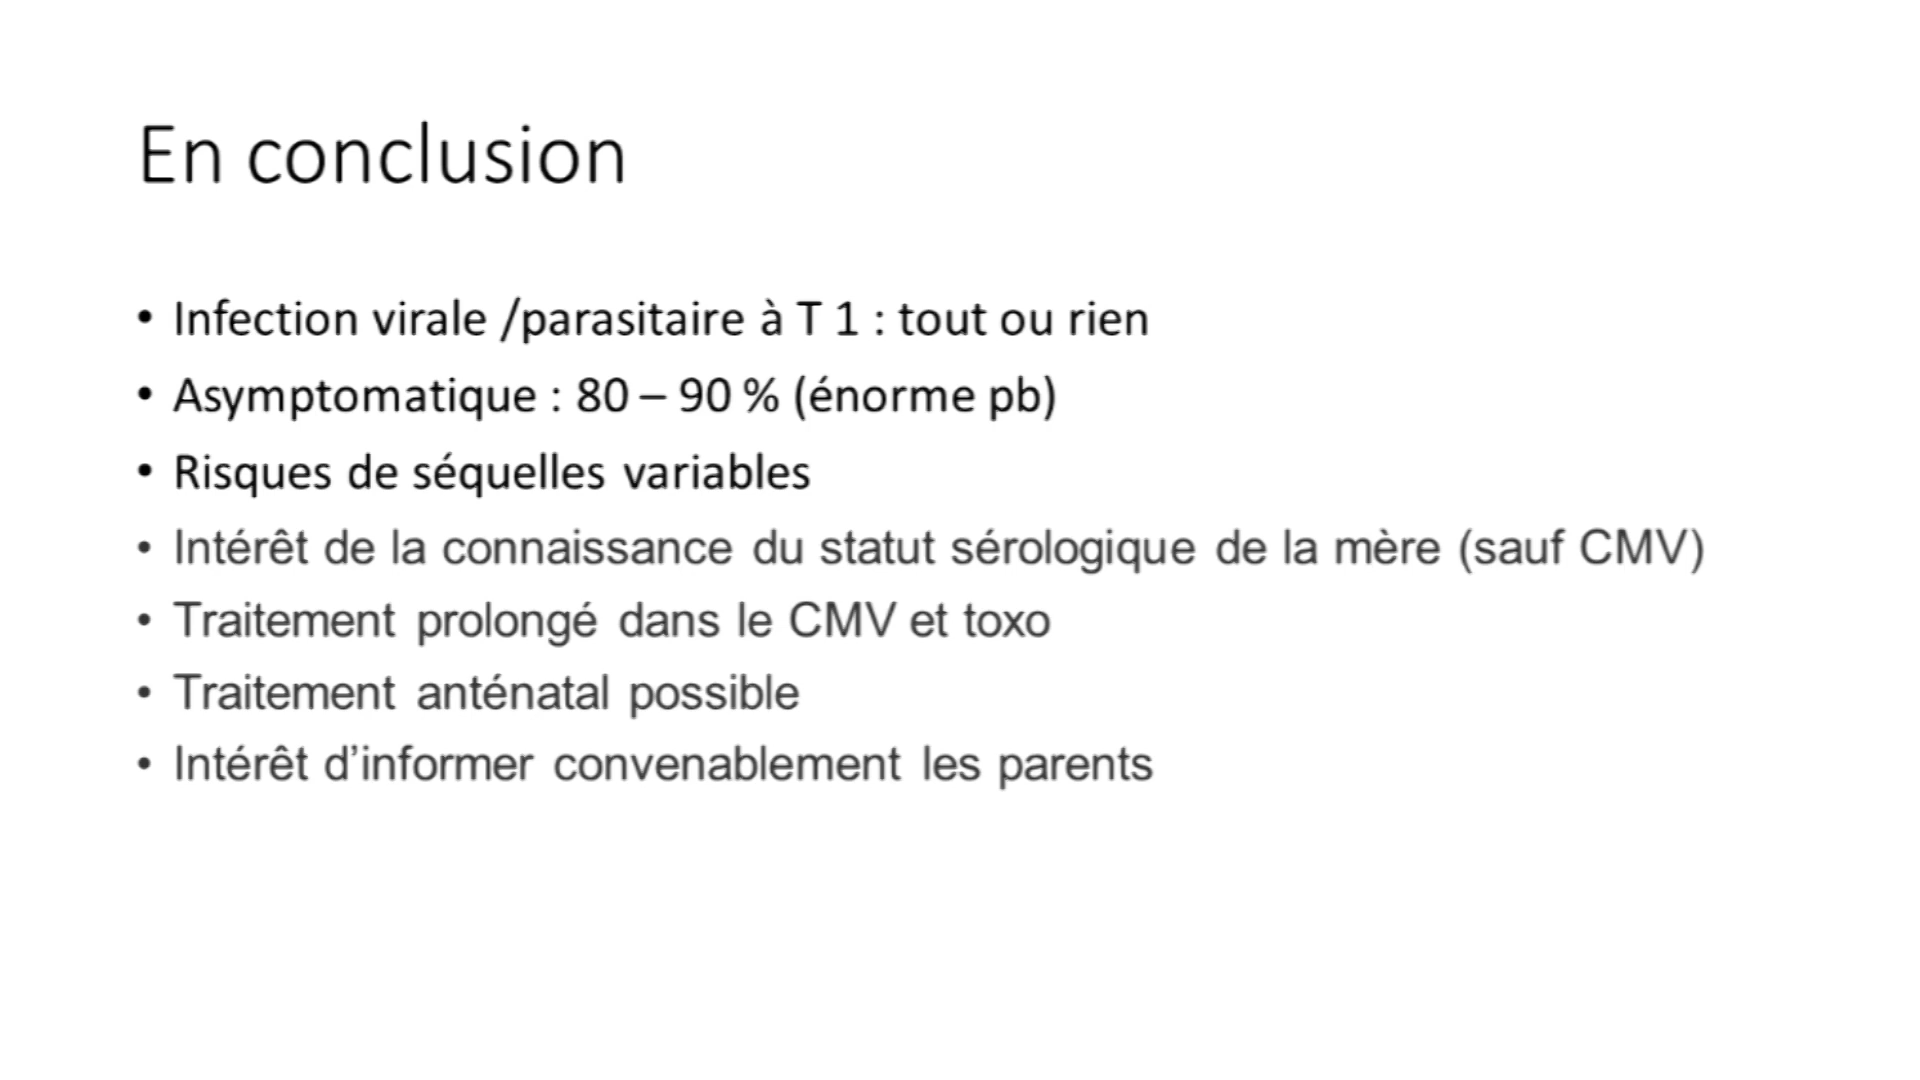 En conclusion
• Infection virale /parasitaire à T 1 : tout ou rien
• Asymptomatique : 80 – 90 % (énorme pb)
• Risques de séquelles variables
• Intérêt de la connaissance du statut sérologique de la mère (sauf CMV)
• Traitement prolongé dans le CMV et toxo
• Traitement anténatal possible
• Intérêt d’informer convenablement les parents